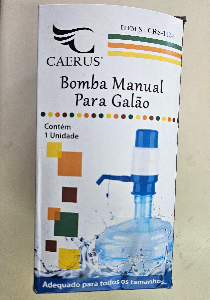 CAERUS
Bomba Manual
Para Galão
Contém
1 Unidade
Adequado para todos os tamanhos